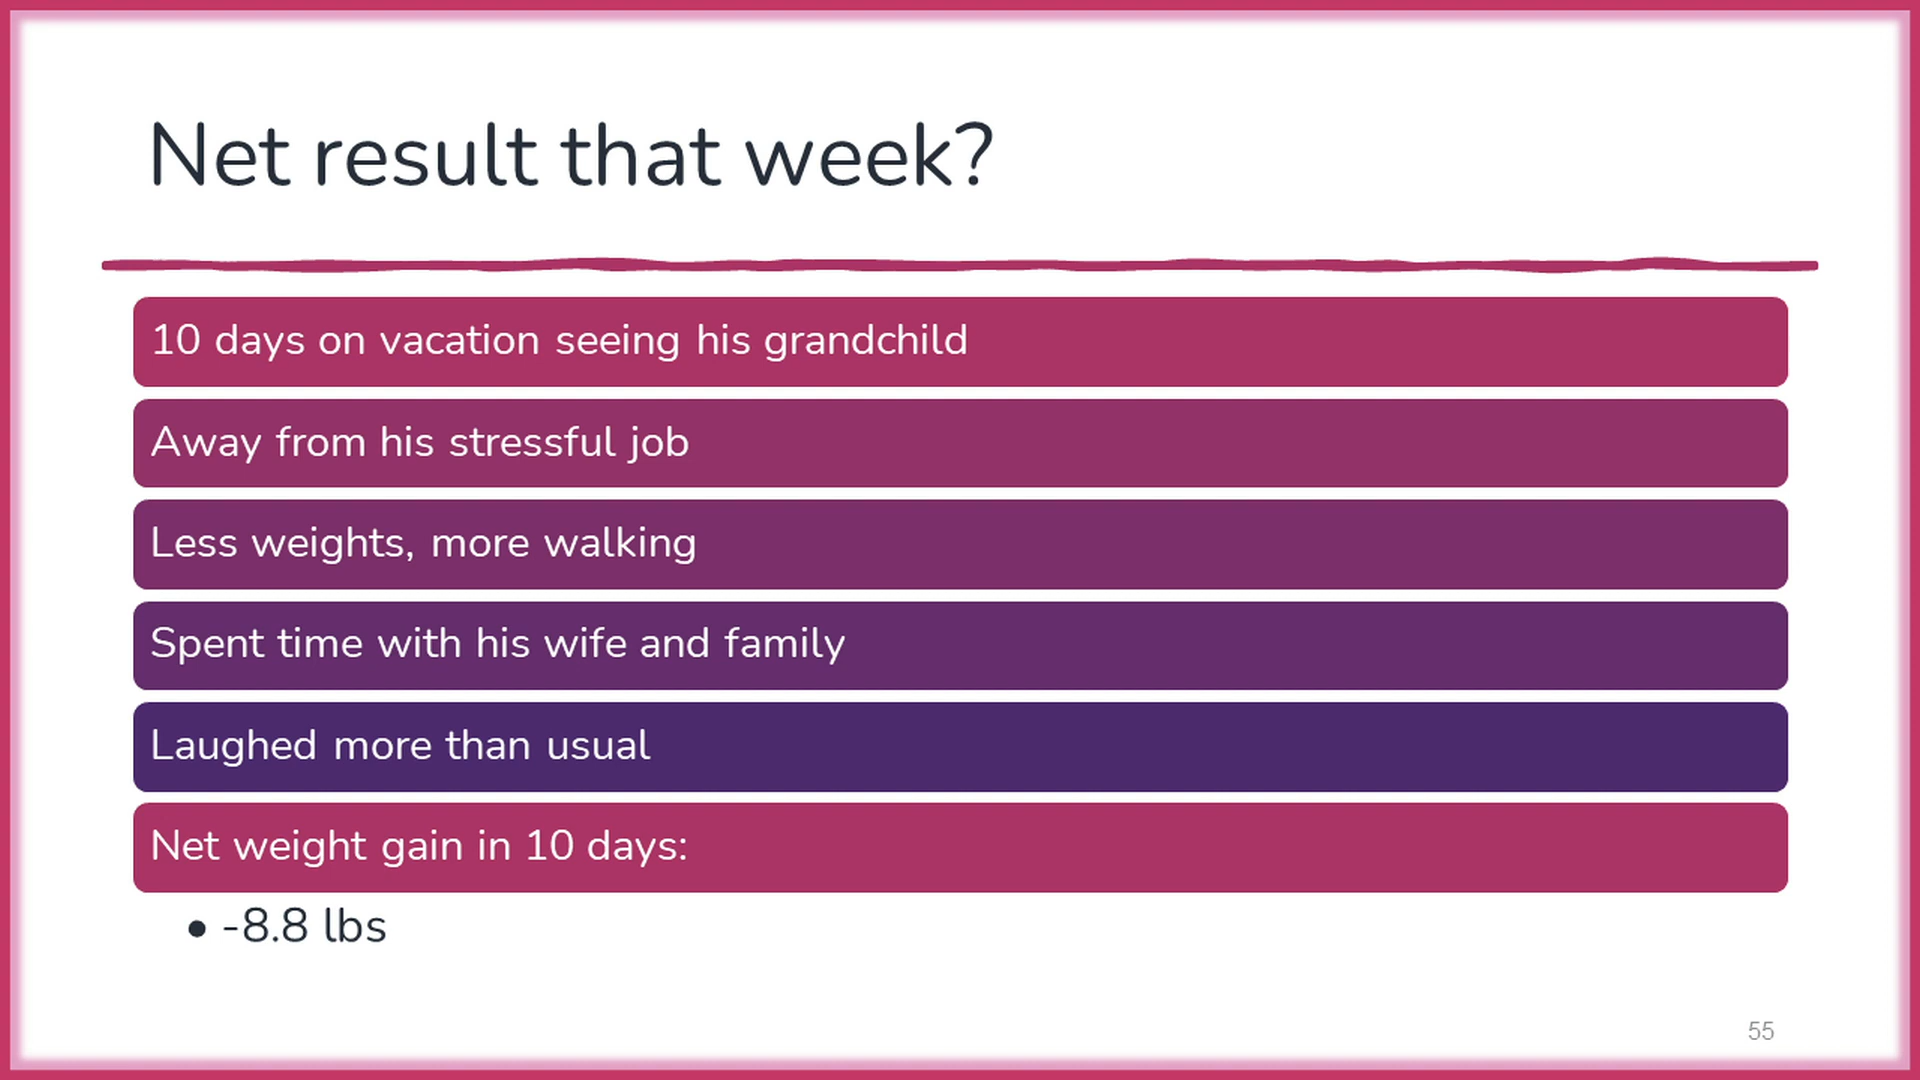 Net result that week?
10 days on vacation seeing his grandchild
Away from his stressful job
Less weights, more walking
Spent time with his wife and family
Laughed more than usual
Net weight gain in 10 days:
• -8.8 lbs
55